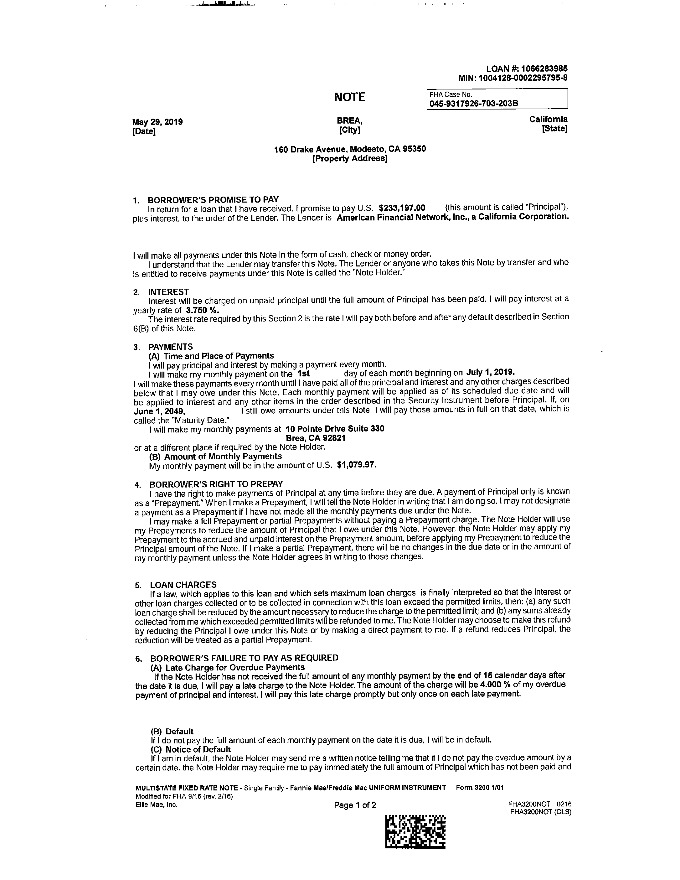 LOAN #: 1066283985
MIN: 1004128-0002295795-9
NOTE
FHA Case No.
045-9317926-703-203B
May 29, 2019
[Date]
BREA,
[City]
California
[State]
160 Drake Avenue, Modesto, CA 95350
[Property Address]
1. BORROWER'S PROMISE TO PAY
In return for a loan that I have received, I promise to pay U.S. $233,197.00 (this amount is called "Principal"),
plus interest, to the order of the Lender. The Lender is American Financial Network, Inc., a California Corporation.
I will make all payments under this Note in the form of cash, check or money order.
I understand that the Lender may transfer this Note. The Lender or anyone who takes this Note by transfer and who
is entitled to receive payments under this Note is called the "Note Holder."
2. INTEREST
Interest will be charged on unpaid principal until the full amount of Principal has been paid. I will pay interest at a
yearly rate of 3.750 %.
The interest rate required by this Section 2 is the rate I will pay both before and after any default described in Section
6(B) of this Note.
3. PAYMENTS
(A) Time and Place of Payments
I will pay principal and interest by making a payment every month.
I will make my monthly payment on the 1st day of each month beginning on July 1, 2019.
I will make these payments every month until I have paid all of the principal and interest and any other charges described
below that I may owe under this Note. Each monthly payment will be applied as of its scheduled due date and will
be applied to interest and any other items in the order described in the Security Instrument before Principal. If, on
June 1, 2049, I still owe amounts under this Note, I will pay those amounts in full on that date, which is
called the "Maturity Date."
I will make my monthly payments at 10 Pointe Drive Suite 330
Brea, CA 92821
or at a different place if required by the Note Holder.
(B) Amount of Monthly Payments
My monthly payment will be in the amount of U.S. $1,079.97.
4. BORROWER'S RIGHT TO PREPAY
I have the right to make payments of Principal at any time before they are due. A payment of Principal only is known
as a "Prepayment." When I make a Prepayment, I will tell the Note Holder in writing that I am doing so. I may not designate
a payment as a Prepayment if I have not made all the monthly payments due under the Note.
I may make a full Prepayment or partial Prepayments without paying a Prepayment charge. The Note Holder will use
my Prepayments to reduce the amount of Principal that I owe under this Note. However, the Note Holder may apply my
Prepayment to the accrued and unpaid interest on the Prepayment amount, before applying my Prepayment to reduce the
Principal amount of the Note. If I make a partial Prepayment, there will be no changes in the due date or in the amount of
my monthly payment unless the Note Holder agrees in writing to those changes.
5. LOAN CHARGES
If a law, which applies to this loan and which sets maximum loan charges, is finally interpreted so that the interest or
other loan charges collected or to be collected in connection with this loan exceed the permitted limits, then: (a) any such
loan charge shall be reduced by the amount necessary to reduce the charge to the permitted limit; and (b) any sums already
collected from me which exceeded permitted limits will be refunded to me. The Note Holder may choose to make this refund
by reducing the Principal I owe under this Note or by making a direct payment to me. If a refund reduces Principal, the
reduction will be treated as a partial Prepayment.
6. BORROWER'S FAILURE TO PAY AS REQUIRED
(A) Late Charge for Overdue Payments
If the Note Holder has not received the full amount of any monthly payment by the end of 15 calendar days after
the date it is due, I will pay a late charge to the Note Holder. The amount of the charge will be 4.000 % of my overdue
payment of principal and interest. I will pay this late charge promptly but only once on each late payment.
(B) Default
If I do not pay the full amount of each monthly payment on the date it is due, I will be in default.
(C) Notice of Default
If I am in default, the Note Holder may send me a written notice telling me that if I do not pay the overdue amount by a
certain date, the Note Holder may require me to pay immediately the full amount of Principal which has not been paid and
MULTISTATE FIXED RATE NOTE - Single Family - Fannie Mae/Freddie Mac UNIFORM INSTRUMENT Form 3200 1/01
Modified for FHA 9/15 (rev. 2/16)
Ellie Mae, Inc.
Page 1 of 2
FHA3200NOT 0216
FHA3200NOT (CLS)